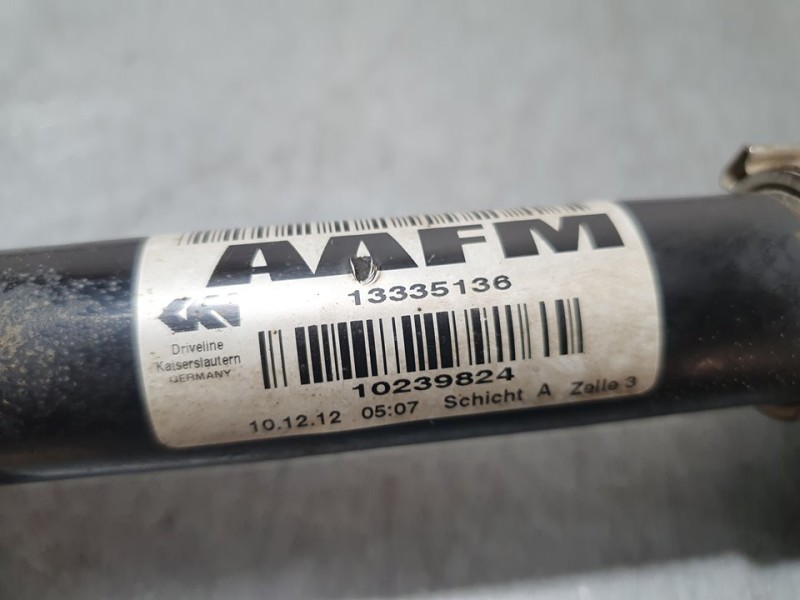 AAFM
13335136
Driveline
Kaiserslautern
GERMANY
10239824
10.12.12 05:07 Schicht A Zelle 3